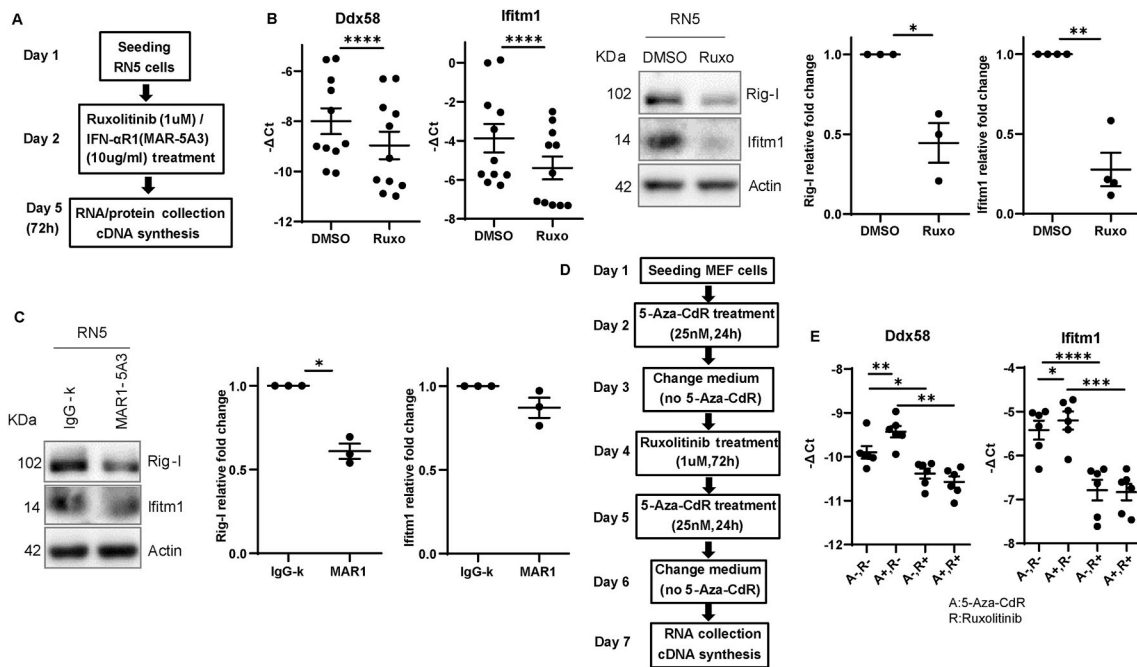 A
Day 1
Seeding
RN5 cells
Day 2
Ruxolitinib (1uM) /
IFN-αR1(MAR-5A3)
(10ug/ml) treatment
Day 5
(72h)
RNA/protein collection
cDNA synthesis
B
Ddx58
****
-ΔCt
-6
-8
-10
-12
DMSO
Ruxo
Ifitm1
****
-ΔCt
0
-2
-4
-6
-8
DMSO
Ruxo
RN5
KDa
DMSO
Ruxo
102
Rig-I
14
Ifitm1
42
Actin
*
Rig-I relative fold change
1.0
0.5
0.0
DMSO
Ruxo
**
Ifitm1 relative fold change
1.0
0.5
0.0
DMSO
Ruxo
C
RN5
KDa
IgG-k
MAR1-5A3
102
Rig-I
14
Ifitm1
42
Actin
*
Rig-I relative fold change
1.0
0.5
0.0
IgG-k
MAR1
Ifitm1 relative fold change
1.0
0.5
0.0
IgG-k
MAR1
D
Day 1
Seeding MEF cells
Day 2
5-Aza-CdR treatment
(25nM,24h)
Day 3
Change medium
(no 5-Aza-CdR)
Day 4
Ruxolitinib treatment
(1uM,72h)
Day 5
5-Aza-CdR treatment
(25nM,24h)
Day 6
Change medium
(no 5-Aza-CdR)
Day 7
RNA collection
cDNA synthesis
E
Ddx58
**
*
**
-ΔCt
-8
-9
-10
-11
-12
A-,R-
A+,R-
A-,R+
A+,R+
Ifitm1
****
*
***
-ΔCt
-4
-5
-6
-7
-8
A-,R-
A+,R-
A-,R+
A+,R+
A:5-Aza-CdR
R:Ruxolitinib